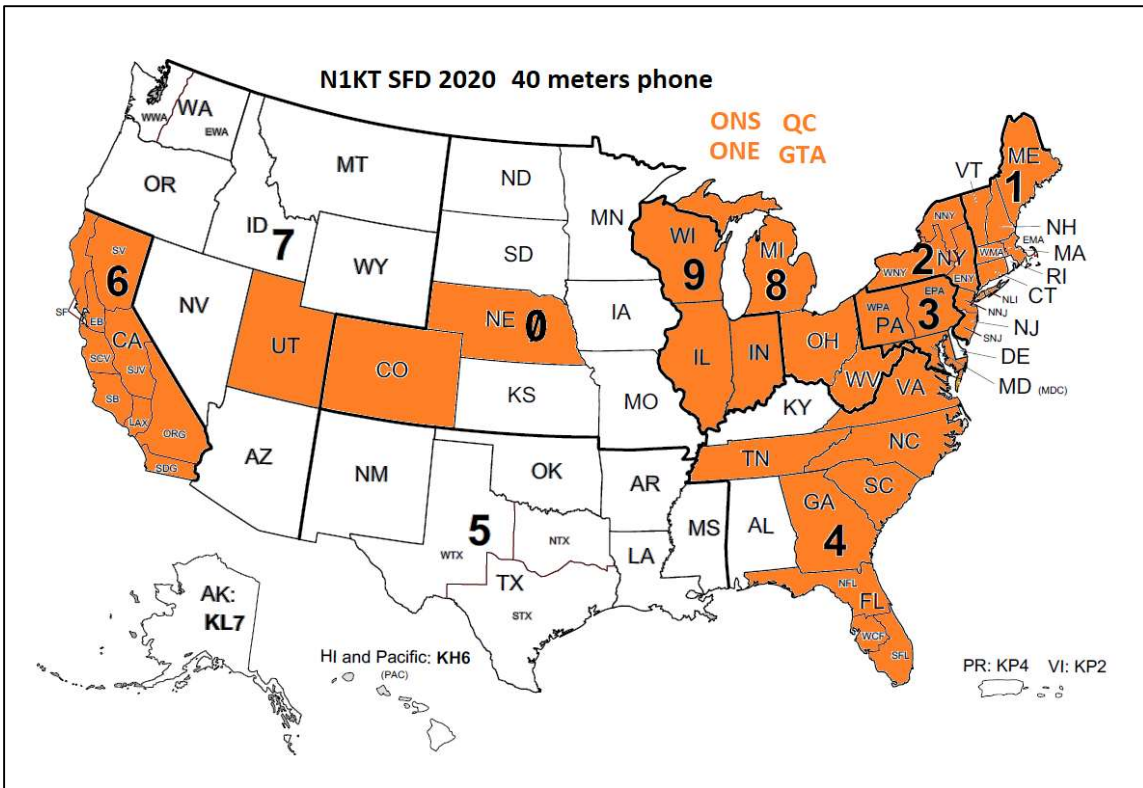 N1KT SFD 2020 40 meters phone
ONS QC
ONE GTA
WWA
WA
EWA
MT
ND
MN
OR
ID
7
SD
WY
WI
9
MI
8
VT
ME
1
NH
EMA
WMA
MA
RI
CT
NNY
2
NY
WNY
ENY
NLI
NNJ
NJ
SNJ
EPA
WPA
3
PA
DE
MD (MDC)
SV
6
SF
EB
CA
SCV
SJV
SB
LAX
ORG
SDG
NV
UT
CO
NE
0
IA
IL
IN
OH
WV
VA
KS
MO
KY
AZ
NM
OK
AR
TN
NC
SC
GA
4
MS
AL
LA
5
WTX
NTX
TX
STX
NFL
FL
WCF
SFL
AK:
KL7
HI and Pacific: KH6
(PAC)
PR: KP4 VI: KP2